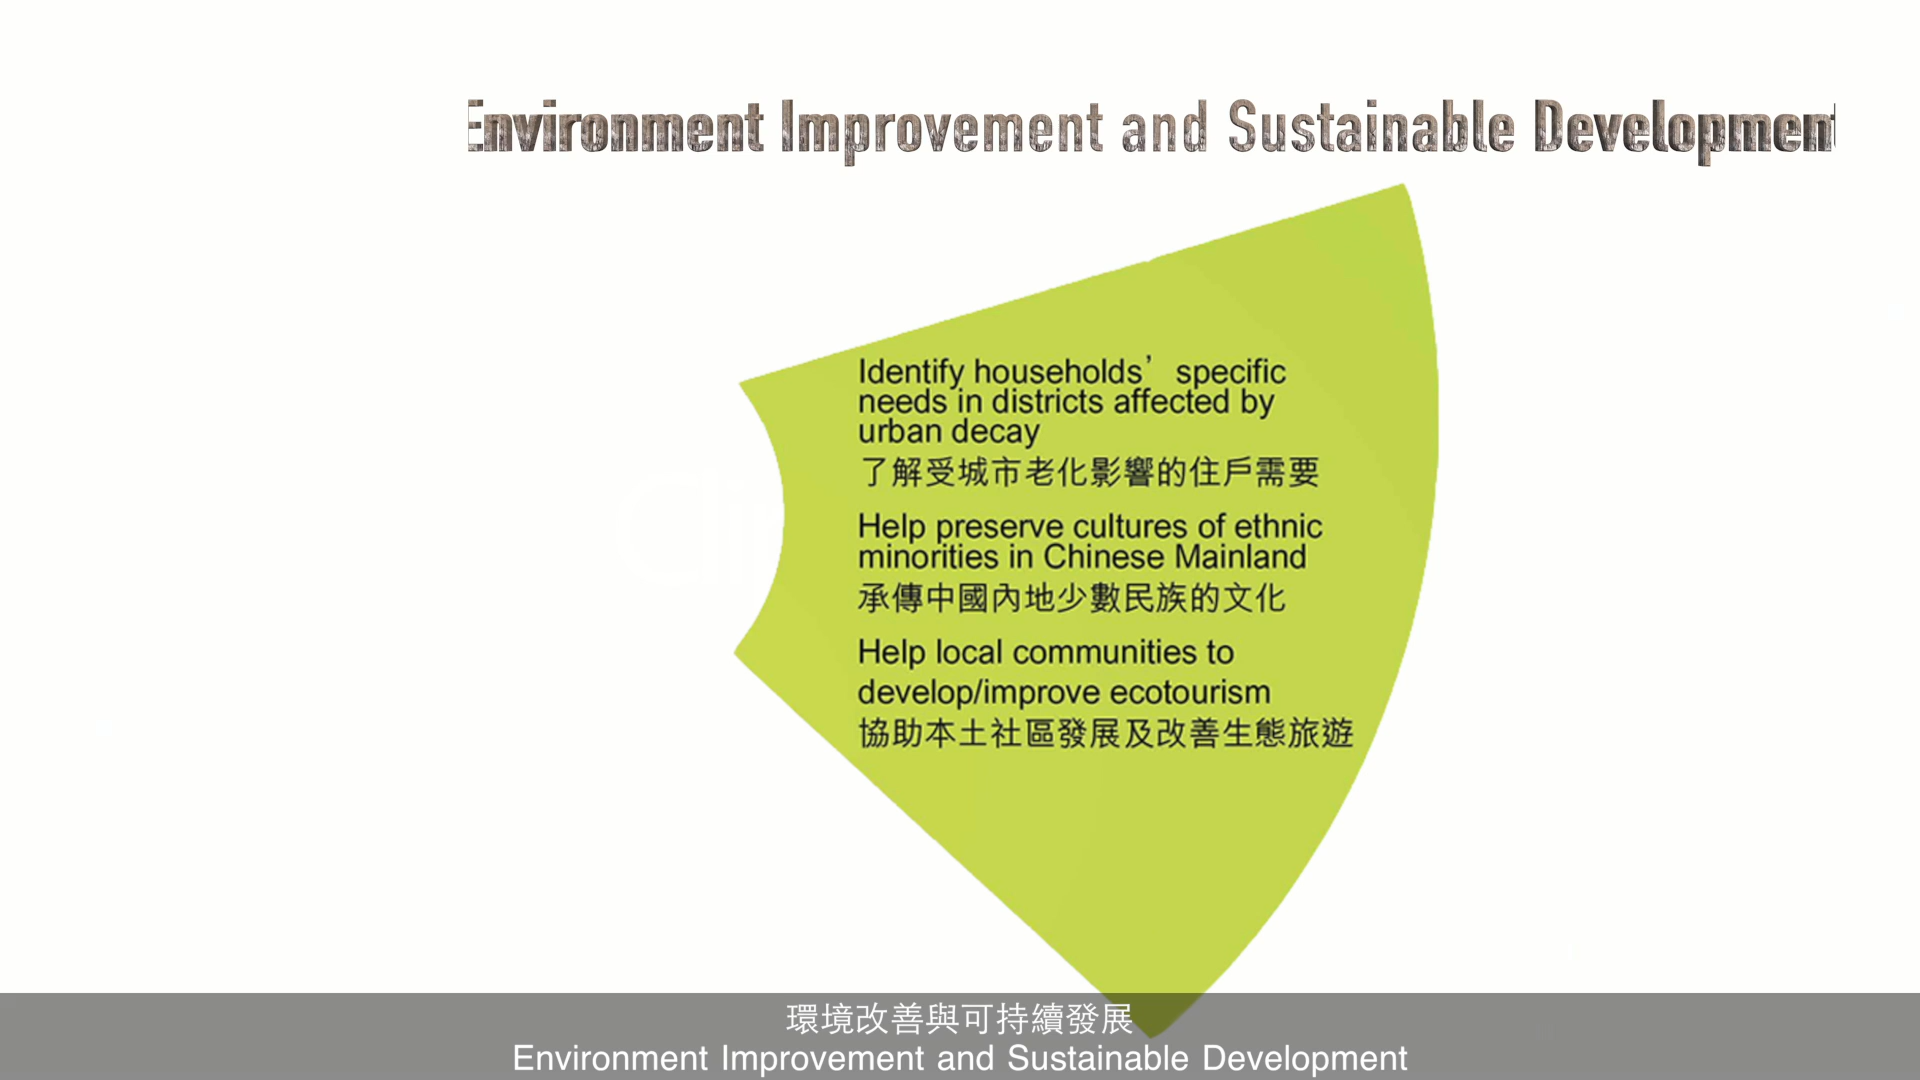 Environment Improvement and Sustainable Development
Identify households’ specific
needs in districts affected by
urban decay
了解受城市老化影響的住戶需要
Help preserve cultures of ethnic
minorities in Chinese Mainland
承傳中國內地少數民族的文化
Help local communities to
develop/improve ecotourism
協助本土社區發展及改善生態旅遊
環境改善與可持續發展
Environment Improvement and Sustainable Development